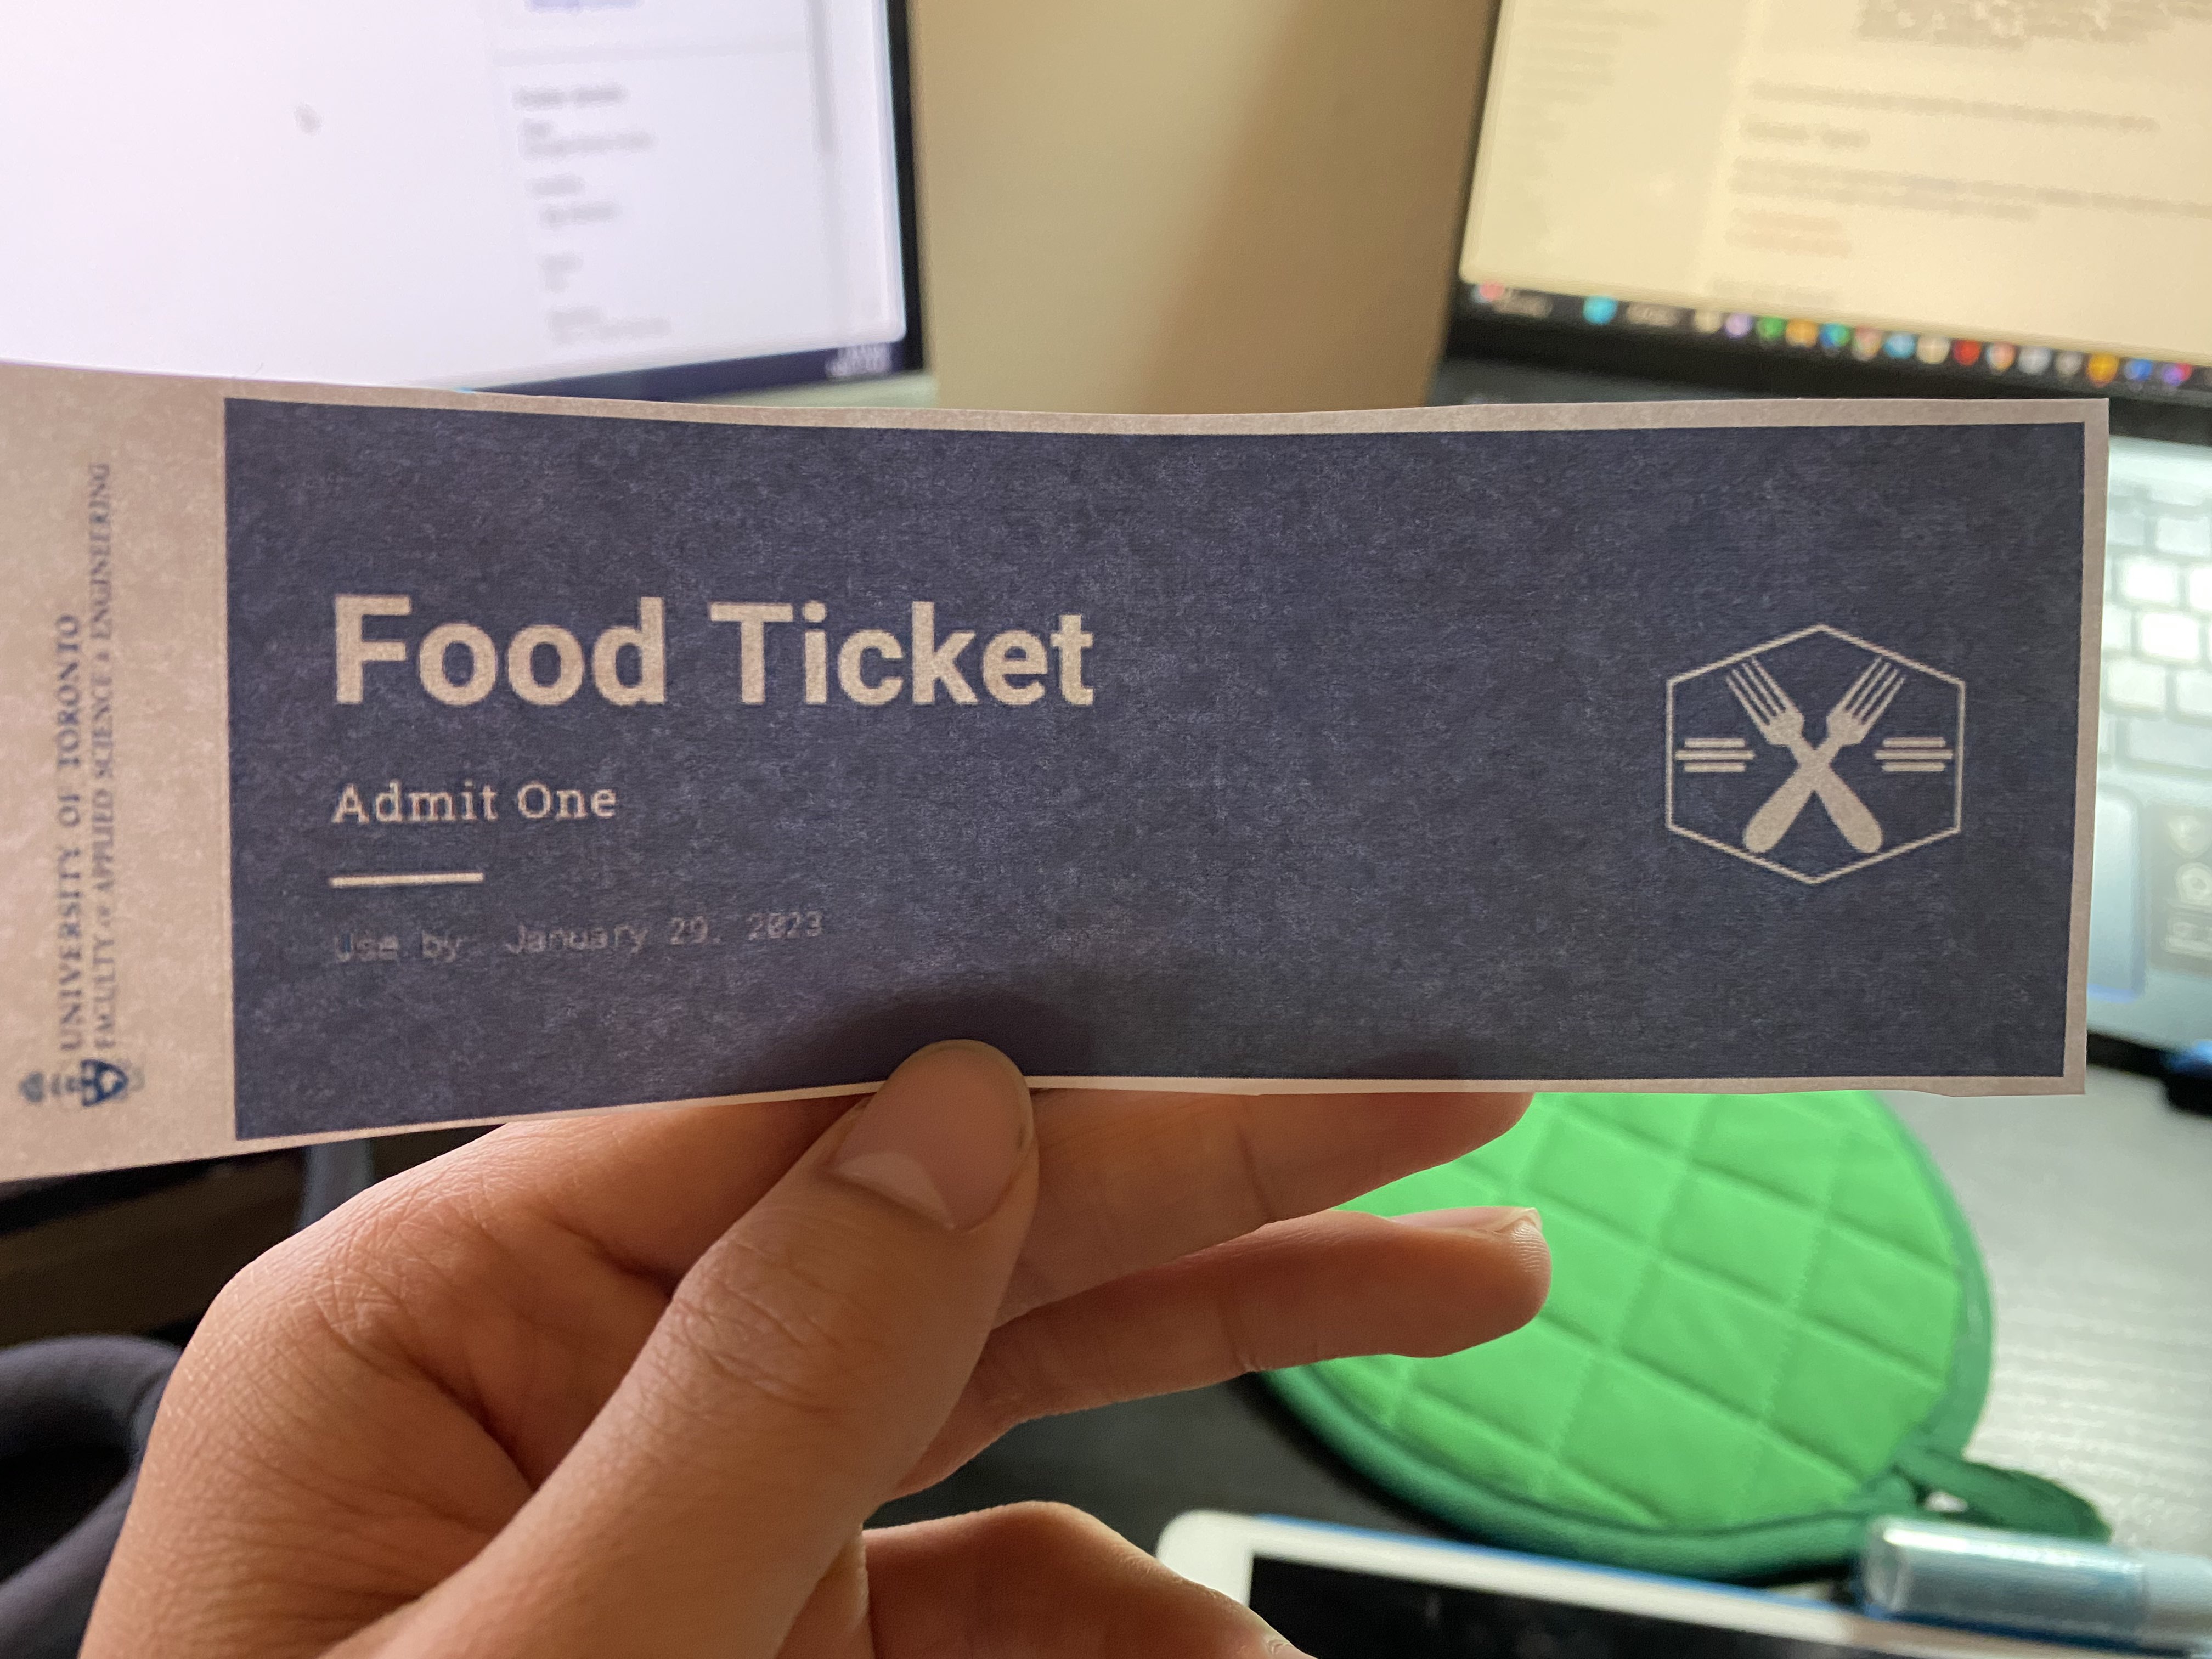 UNIVERSITY OF TORONTO
FACULTY OF APPLIED SCIENCE & ENGINEERING
Food Ticket
Admit One
Use by January 29, 2023